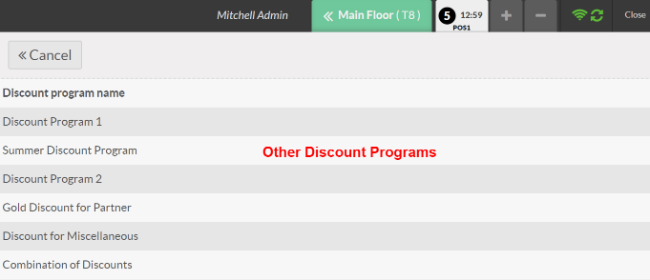 Mitchell Admin
« Main Floor ( T8 )
5 12:59
POS1
+
−
Close
« Cancel
Discount program name
Discount Program 1
Summer Discount Program
Other Discount Programs
Discount Program 2
Gold Discount for Partner
Discount for Miscellaneous
Combination of Discounts